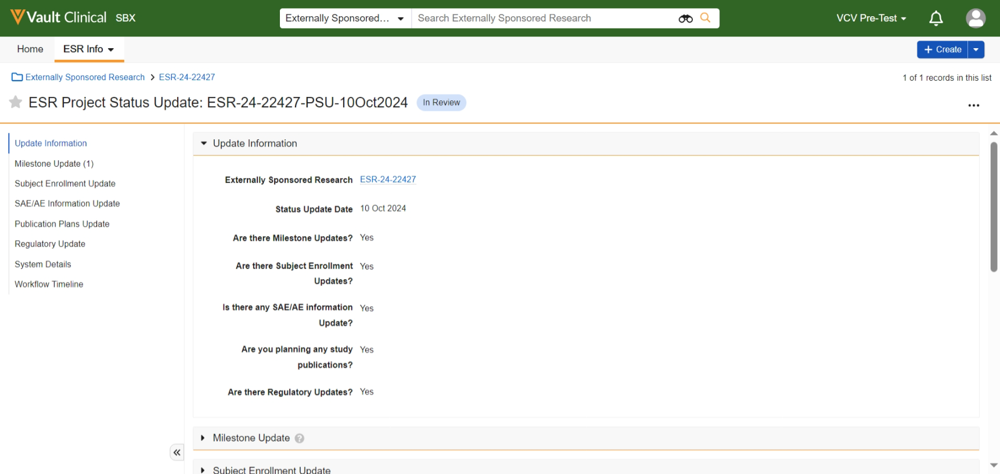 Vault Clinical SBX
Externally Sponsored... Search Externally Sponsored Research
VCV Pre-Test
Home
ESR Info
+ Create
Externally Sponsored Research > ESR-24-22427
1 of 1 records in this list
ESR Project Status Update: ESR-24-22427-PSU-10Oct2024
In Review
Update Information
Milestone Update (1)
Subject Enrollment Update
SAE/AE Information Update
Publication Plans Update
Regulatory Update
System Details
Workflow Timeline
Update Information
Externally Sponsored Research ESR-24-22427
Status Update Date 10 Oct 2024
Are there Milestone Updates? Yes
Are there Subject Enrollment Yes
Updates?
Is there any SAE/AE information Yes
Update?
Are you planning any study Yes
publications?
Are there Regulatory Updates? Yes
Milestone Update ?
Subject Enrollment Update